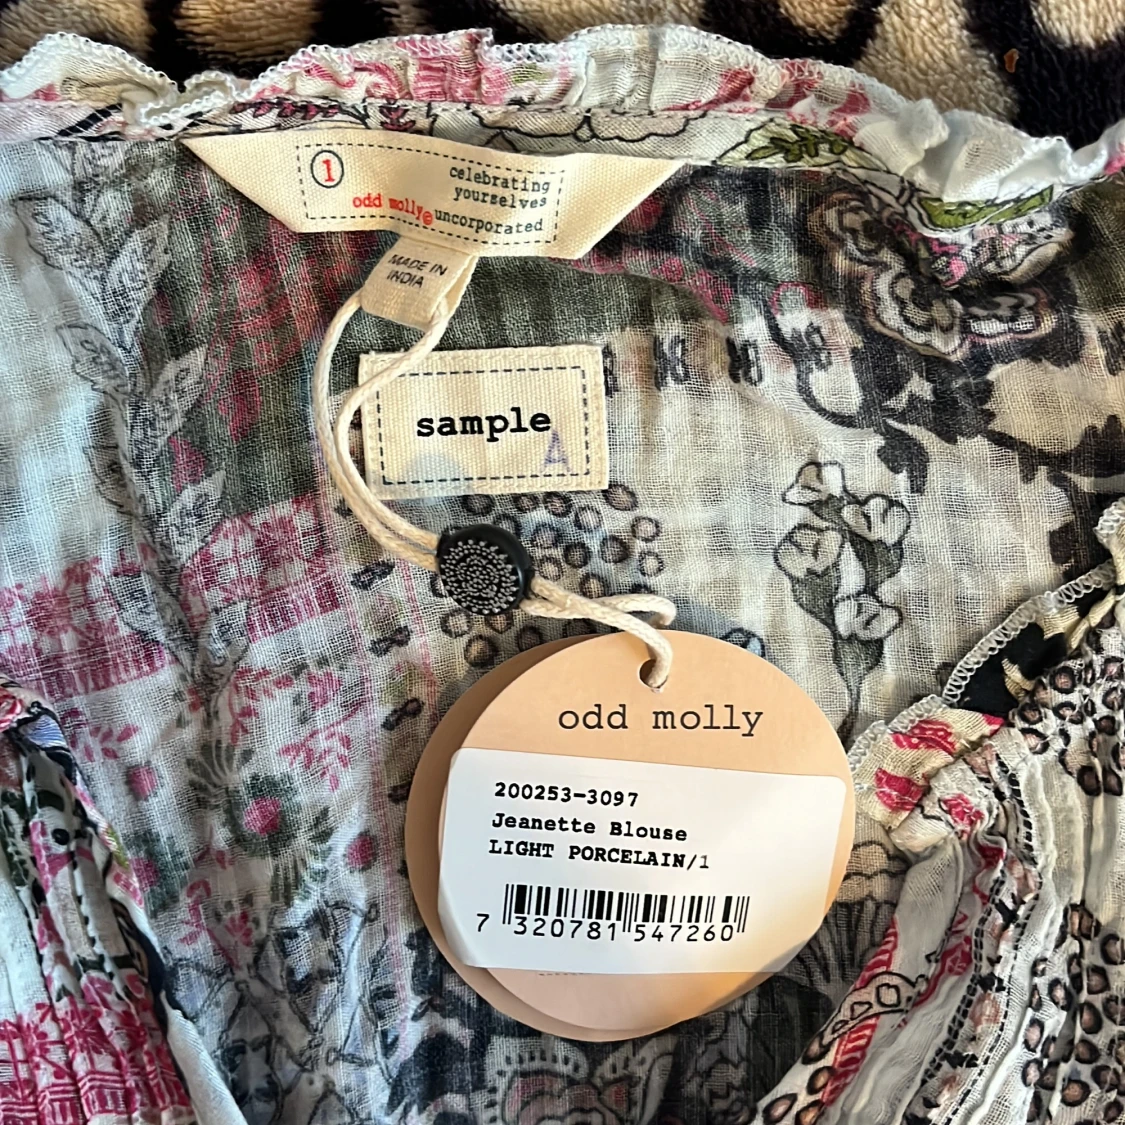 1
celebrating
yourselves
odd molly© uncorporated
MADE IN
INDIA
sample
A
odd molly
200253-3097
Jeanette Blouse
LIGHT PORCELAIN/1
7 320781 547260